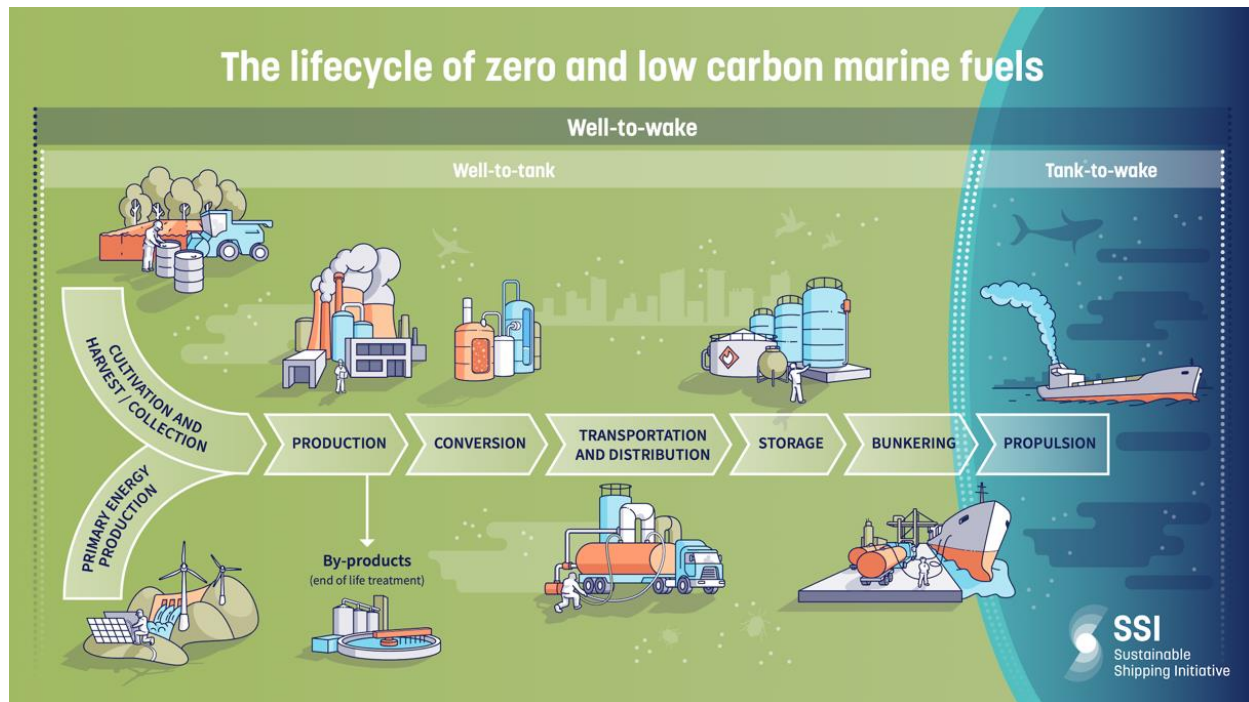 The lifecycle of zero and low carbon marine fuels
Well-to-wake
Well-to-tank
Tank-to-wake
CULTIVATION AND
HARVEST / COLLECTION
PRIMARY ENERGY
PRODUCTION
PRODUCTION
CONVERSION
TRANSPORTATION
AND DISTRIBUTION
STORAGE
BUNKERING
PROPULSION
By-products
(end of life treatment)
SSI
Sustainable
Shipping Initiative